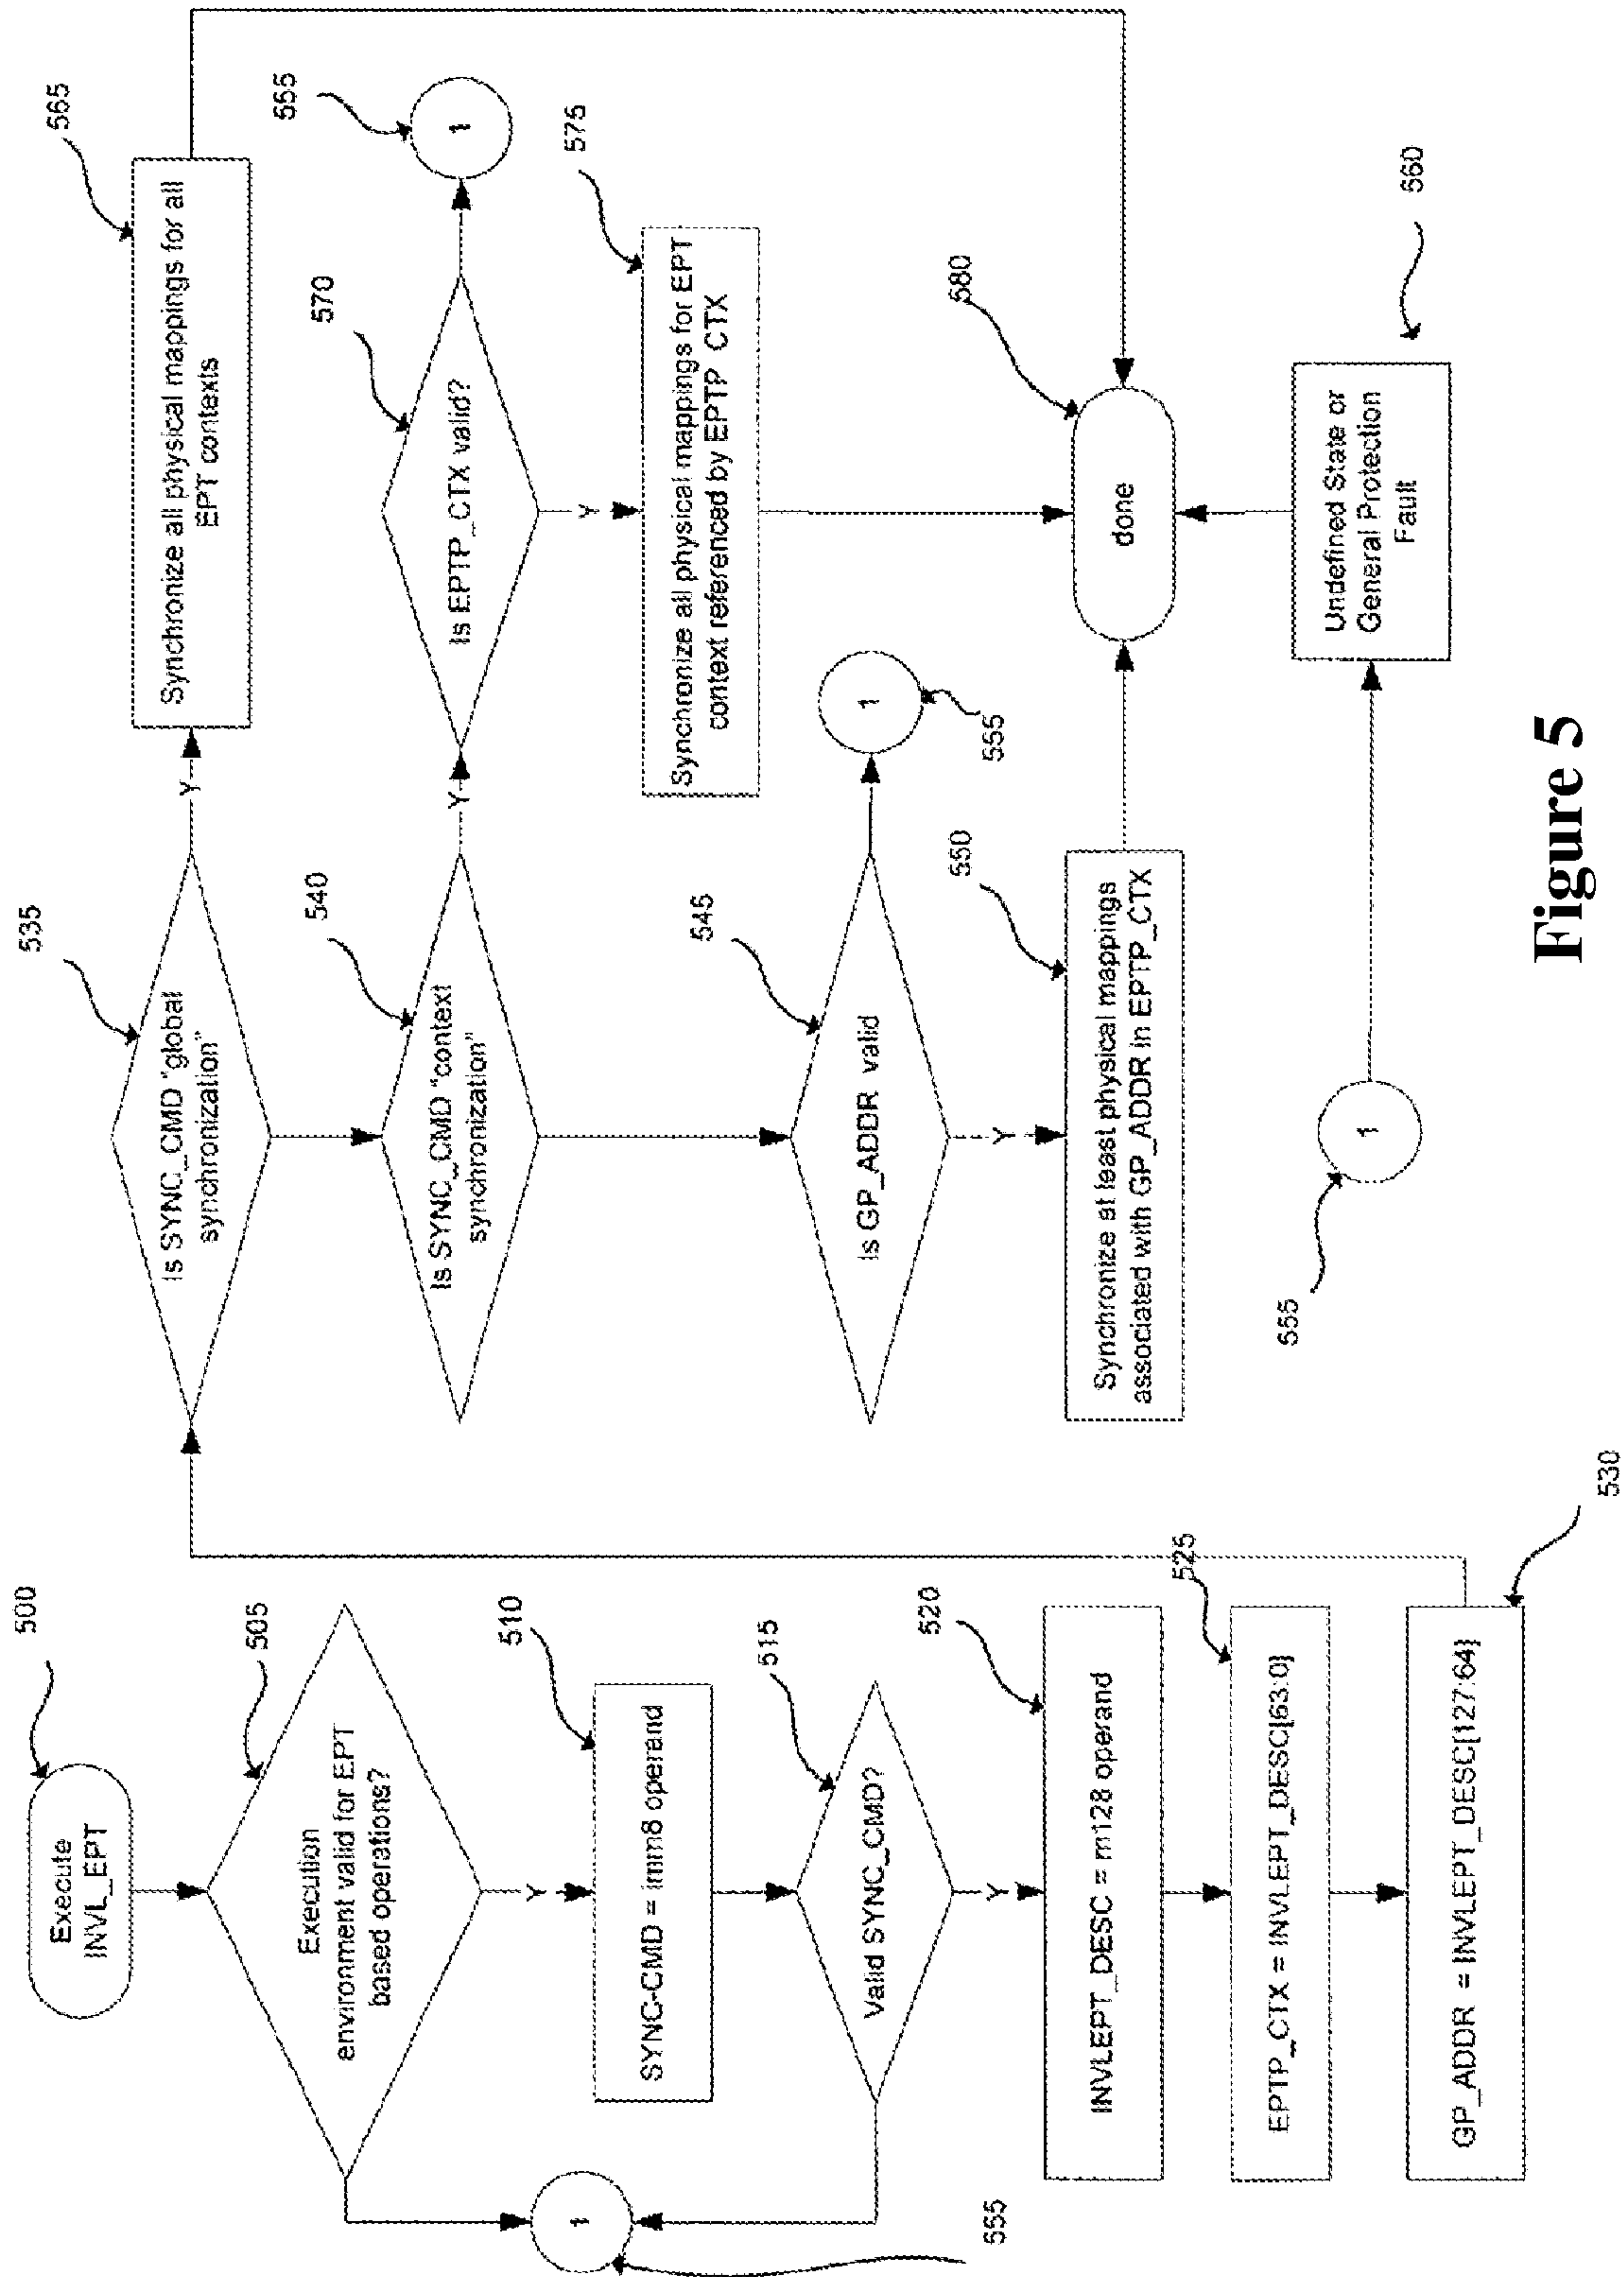 500
Execute
INVL_EPT
505
Execution
environment valid for EPT
based operations?
Y
510
SYNC-CMD = imm8 operand
515
Valid SYNC_CMD?
Y
1
555
520
INVLEPT_DESC = m128 operand
525
EPTP_CTX = INVLEPT_DESC[63:0]
530
GP_ADDR = INVLEPT_DESC[127:64]
535
Is SYNC_CMD "global
synchronization"
Y
565
Synchronize all physical mappings for all
EPT contexts
540
Is SYNC_CMD "context
synchronization"
Y
570
Is EPTP_CTX valid?
555
1
Y
575
Synchronize all physical mappings for EPT
context referenced by EPTP_CTX
545
Is GP_ADDR valid
1
555
Y
550
Synchronize at least physical mappings
associated with GP_ADDR in EPTP_CTX
580
done
555
1
560
Undefined State or
General Protection
Fault
Figure 5